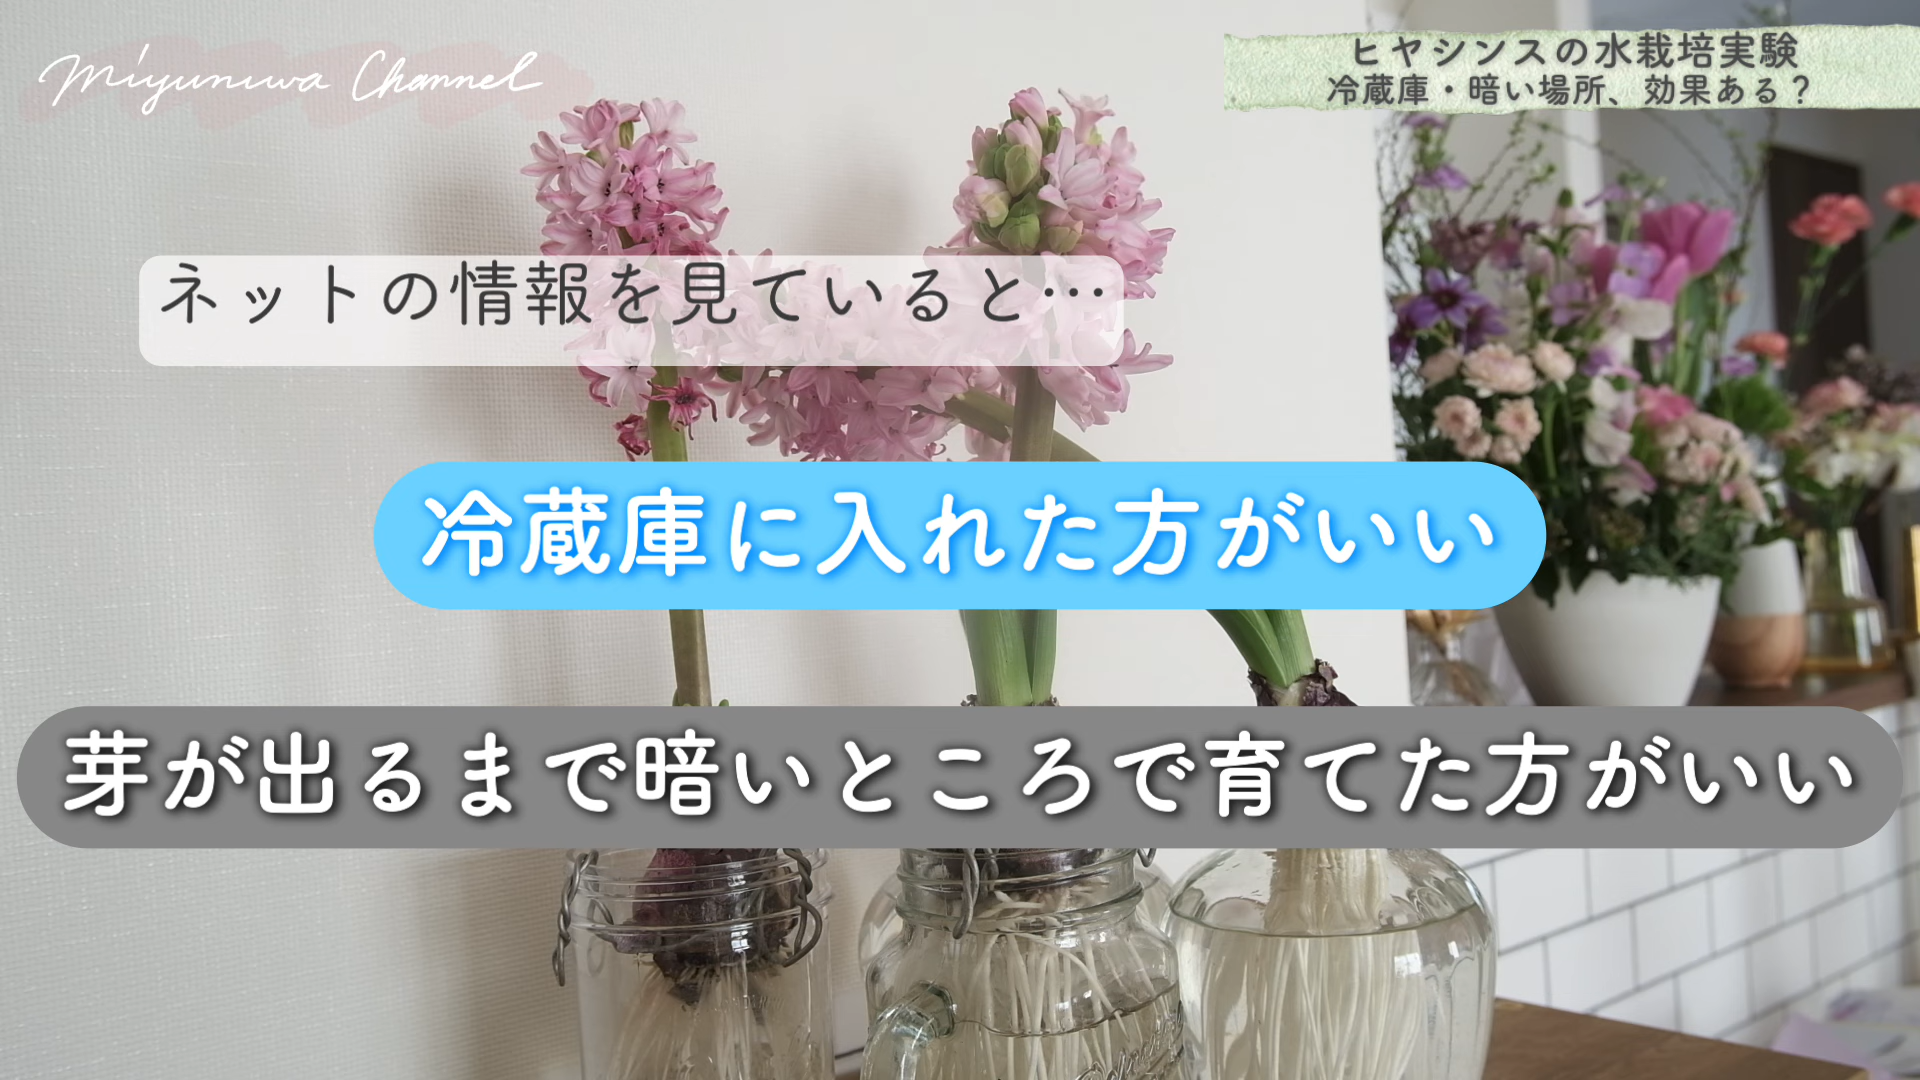 Miyuniwa Channel
ヒヤシンスの水栽培実験
冷蔵庫・暗い場所、効果ある？
ネットの情報を見ていると…
冷蔵庫に入れた方がいい
芽が出るまで暗いところで育てた方がいい